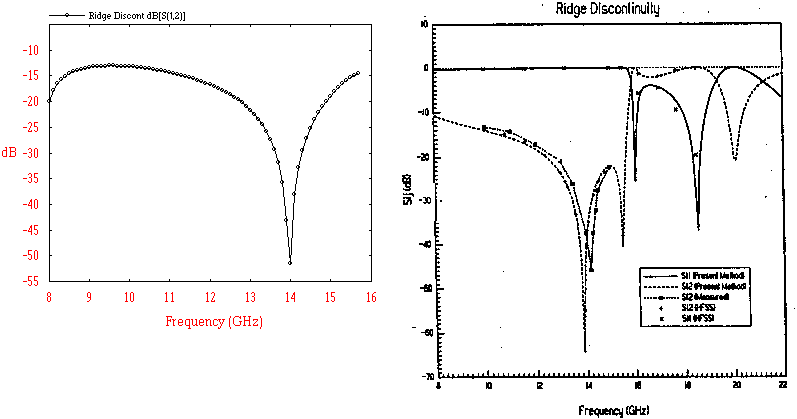 Ridge Discont dB[S(1,2)]
-10
-15
-20
-25
-30
-35
-40
-45
-50
-55
dB
8 9 10 11 12 13 14 15 16
Frequency (GHz)
Ridge Discontinuity
10
0
-10
-20
-30
-40
-50
-60
-70
Sij (dB)
S11 (Present Method)
S12 (Present Method)
S12 (Measured)
S12 (HFSS)
S11 (HFSS)
8 10 12 14 16 18 20 22
Frequency (GHz)